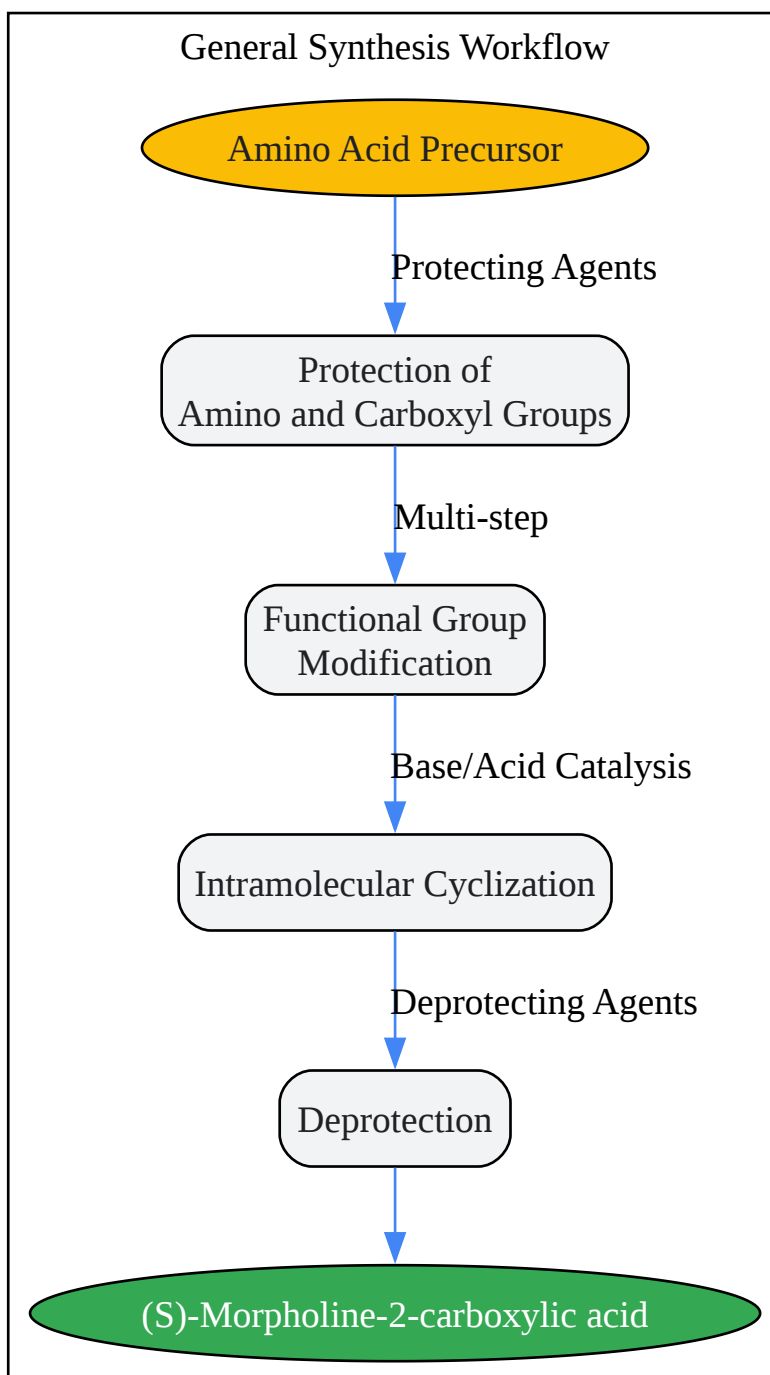 General Synthesis Workflow
Amino Acid Precursor
Protecting Agents
Protection of
Amino and Carboxyl Groups
Multi-step
Functional Group
Modification
Base/Acid Catalysis
Intramolecular Cyclization
Deprotecting Agents
Deprotection
(S)-Morpholine-2-carboxylic acid